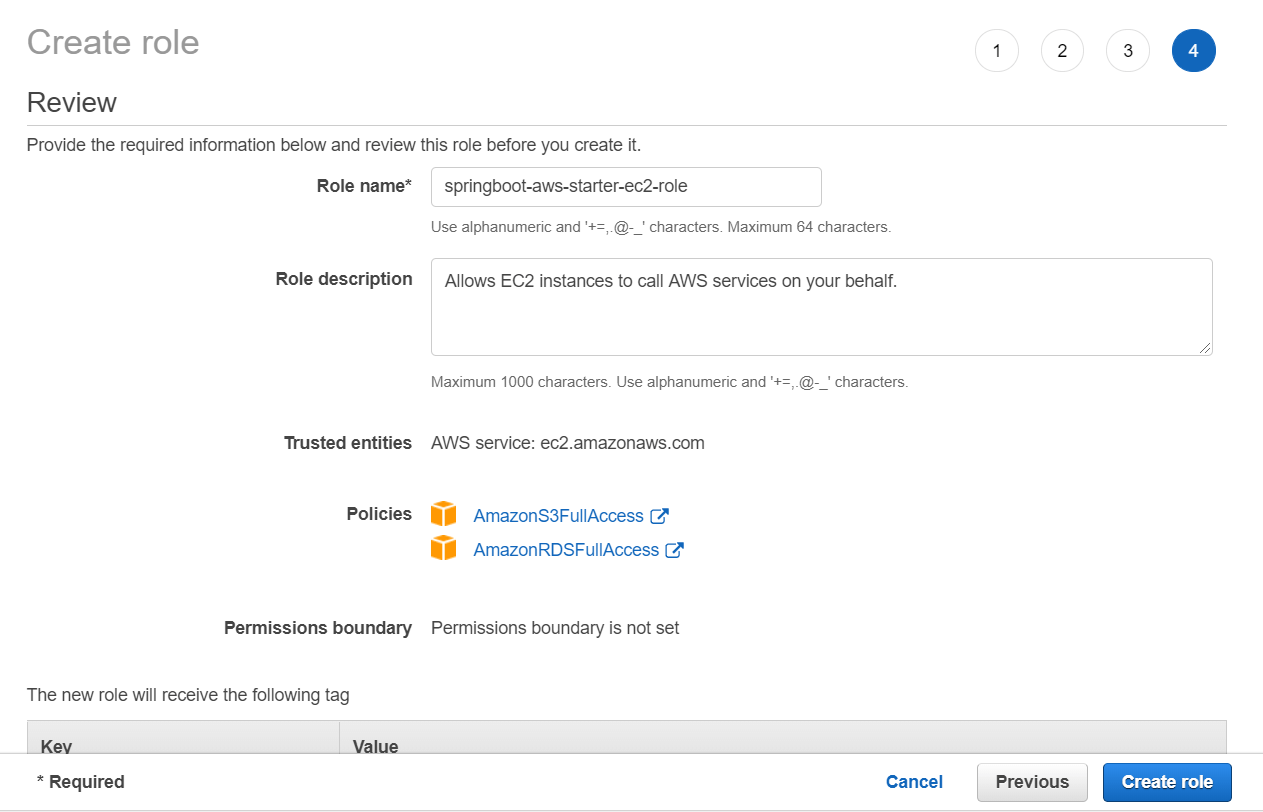 Create role
1 2 3 4
Review
Provide the required information below and review this role before you create it.
Role name* springboot-aws-starter-ec2-role
Use alphanumeric and '+=,.@-_' characters. Maximum 64 characters.
Role description Allows EC2 instances to call AWS services on your behalf.
Maximum 1000 characters. Use alphanumeric and '+=,.@-_' characters.
Trusted entities AWS service: ec2.amazonaws.com
Policies AmazonS3FullAccess
AmazonRDSFullAccess
Permissions boundary Permissions boundary is not set
The new role will receive the following tag
Key Value
* Required Cancel Previous Create role